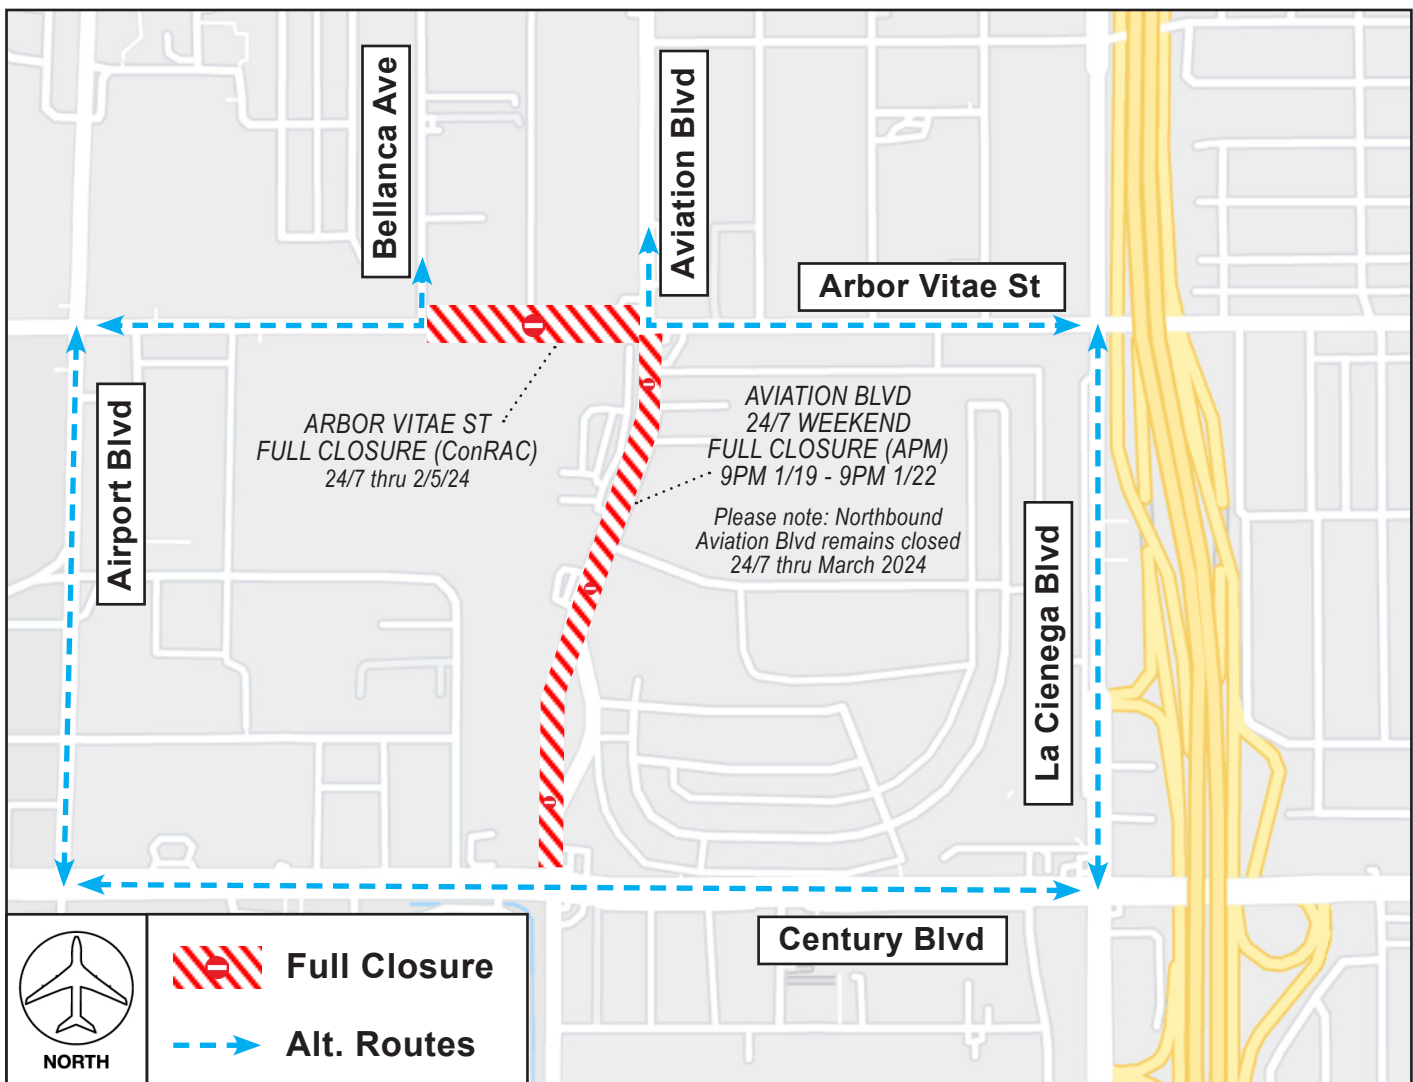 Bellanca Ave
Aviation Blvd
Arbor Vitae St
Airport Blvd
ARBOR VITAE ST
FULL CLOSURE (ConRAC)
24/7 thru 2/5/24
AVIATION BLVD
24/7 WEEKEND
FULL CLOSURE (APM)
9PM 1/19 - 9PM 1/22
Please note: Northbound
Aviation Blvd remains closed
24/7 thru March 2024
La Cienega Blvd
Century Blvd
NORTH
Full Closure
Alt. Routes